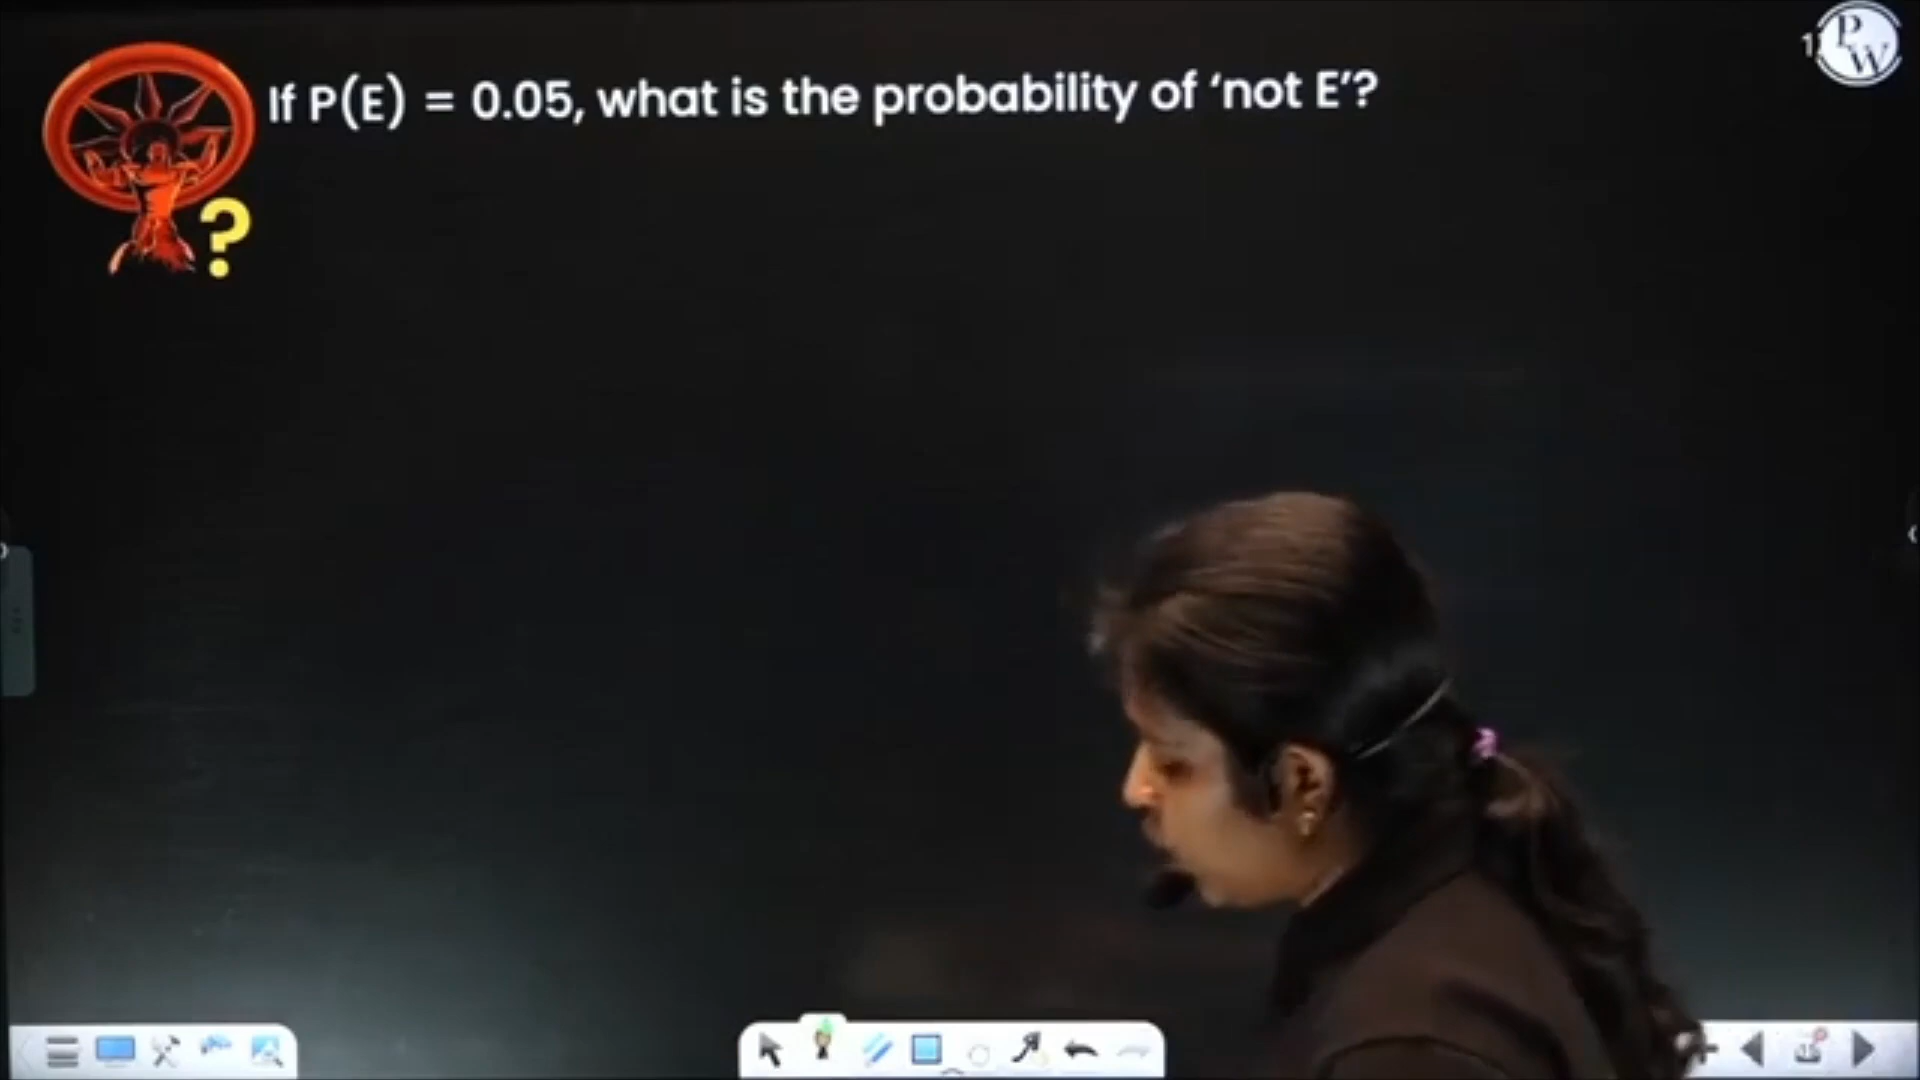 If P(E) = 0.05, what is the probability of ‘not E’?
?
P
W